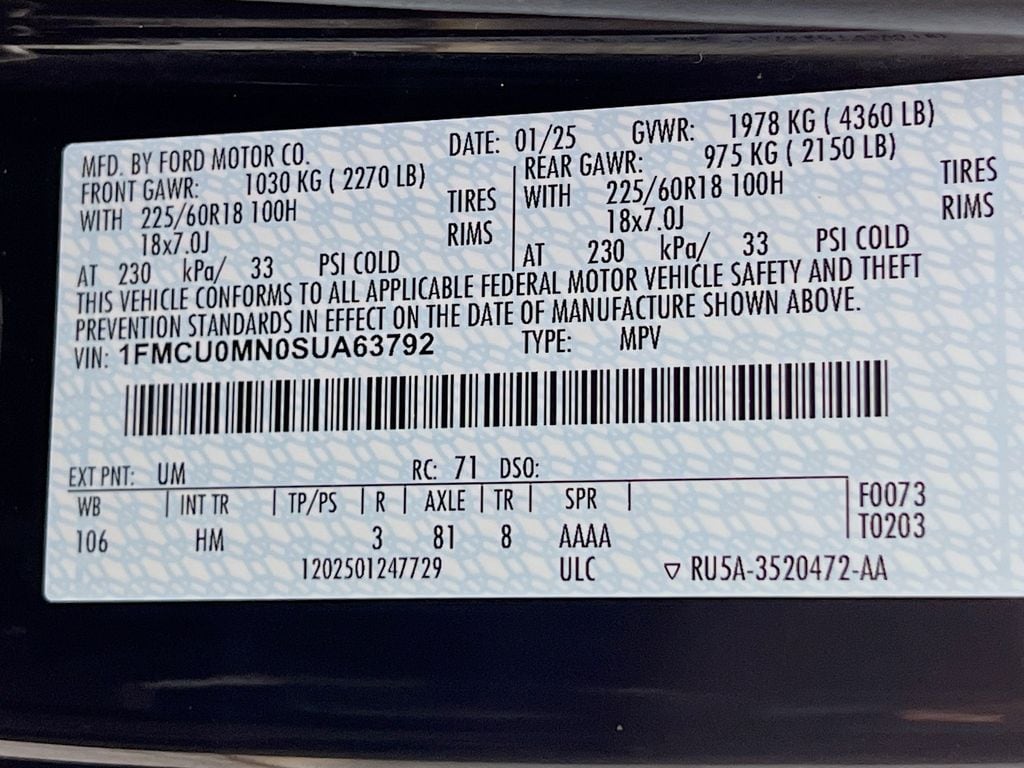 MFD. BY FORD MOTOR CO. DATE: 01/25 GVWR: 1978 KG ( 4360 LB)
FRONT GAWR: 1030 KG ( 2270 LB) REAR GAWR: 975 KG ( 2150 LB)
WITH 225/60R18 100H TIRES WITH 225/60R18 100H TIRES
18x7.0J RIMS 18x7.0J RIMS
AT 230 kPa/ 33 PSI COLD AT 230 kPa/ 33 PSI COLD
THIS VEHICLE CONFORMS TO ALL APPLICABLE FEDERAL MOTOR VEHICLE SAFETY AND THEFT
PREVENTION STANDARDS IN EFFECT ON THE DATE OF MANUFACTURE SHOWN ABOVE.
VIN: 1FMCU0MN0SUA63792 TYPE: MPV
EXT PNT: UM RC: 71 DSO:
WB INT TR TP/PS R AXLE TR SPR F0073
106 HM 3 81 8 AAAA T0203
1202501247729 ULC ▽ RU5A-3520472-AA